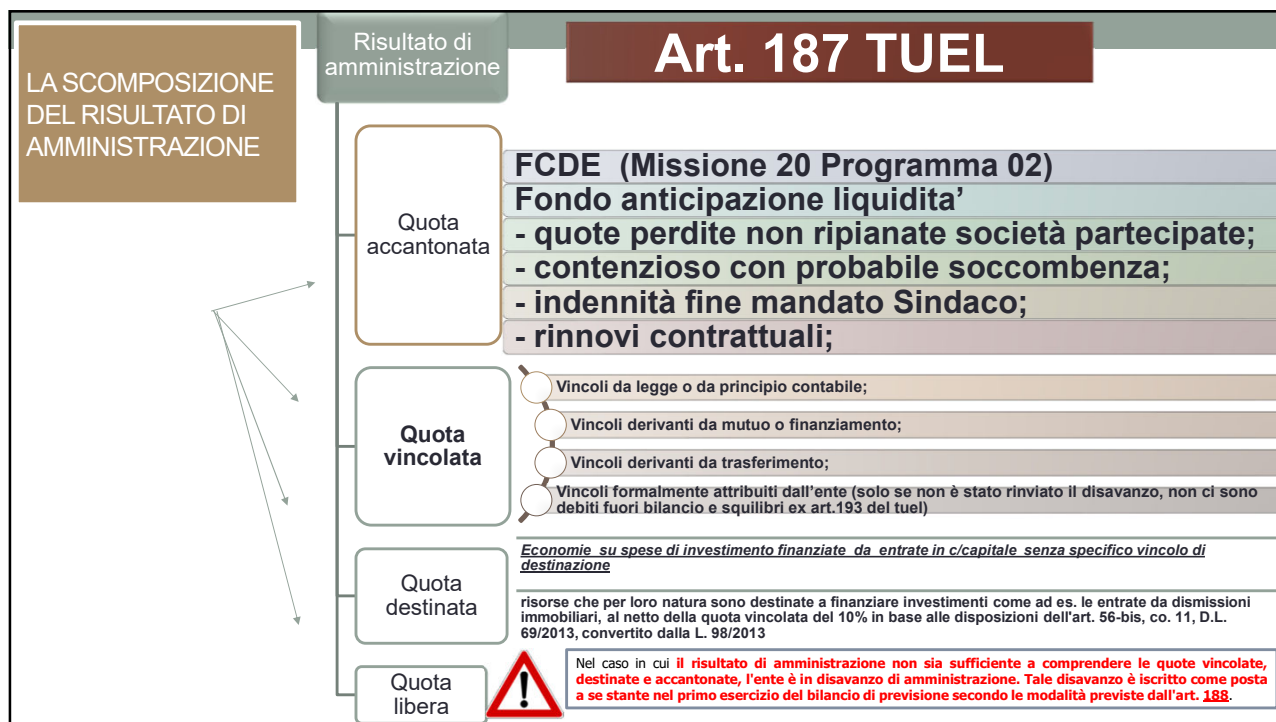 LA SCOMPOSIZIONE
DEL RISULTATO DI
AMMINISTRAZIONE
Risultato di
amministrazione
Art. 187 TUEL
Quota
accantonata
FCDE (Missione 20 Programma 02)
Fondo anticipazione liquidita’
- quote perdite non ripianate società partecipate;
- contenzioso con probabile soccombenza;
- indennità fine mandato Sindaco;
- rinnovi contrattuali;
Quota
vincolata
Vincoli da legge o da principio contabile;
Vincoli derivanti da mutuo o finanziamento;
Vincoli derivanti da trasferimento;
Vincoli formalmente attribuiti dall’ente (solo se non è stato rinviato il disavanzo, non ci sono
debiti fuori bilancio e squilibri ex art.193 del tuel)
Quota
destinata
Economie su spese di investimento finanziate da entrate in c/capitale senza specifico vincolo di
destinazione
risorse che per loro natura sono destinate a finanziare investimenti come ad es. le entrate da dismissioni
immobiliari, al netto della quota vincolata del 10% in base alle disposizioni dell'art. 56-bis, co. 11, D.L.
69/2013, convertito dalla L. 98/2013
Quota
libera
Nel caso in cui il risultato di amministrazione non sia sufficiente a comprendere le quote vincolate,
destinate e accantonate, l'ente è in disavanzo di amministrazione. Tale disavanzo è iscritto come posta
a se stante nel primo esercizio del bilancio di previsione secondo le modalità previste dall'art. 188.